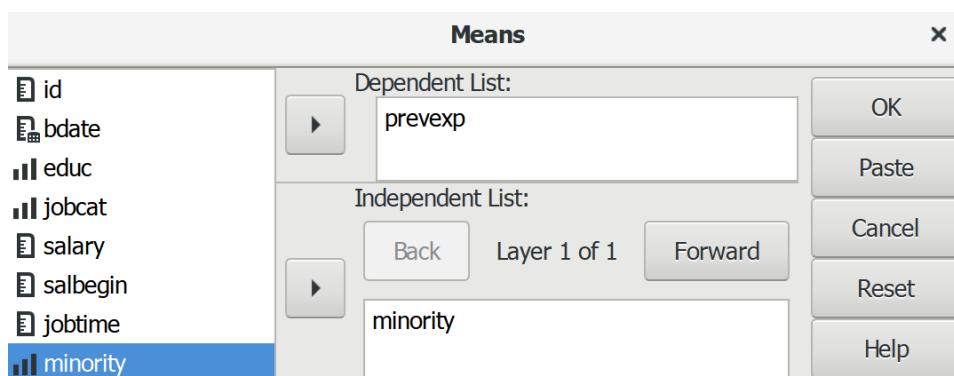 Means
id
bdate
educ
jobcat
salary
salbegin
jobtime
minority
Dependent List:
prevexp
Independent List:
Back Layer 1 of 1 Forward
minority
OK
Paste
Cancel
Reset
Help